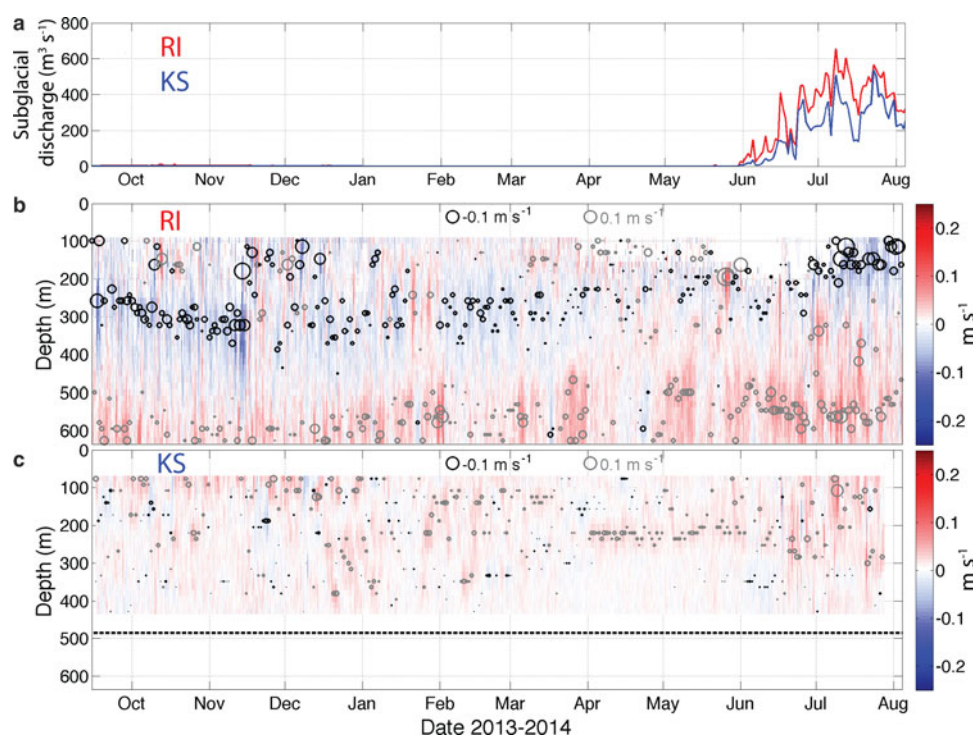 a
800
600
400
200
0
Subglacial
discharge (m³ s⁻¹)
RI
KS
Oct Nov Dec Jan Feb Mar Apr May Jun Jul Aug
b
0
100
200
300
400
500
600
Depth (m)
RI
-0.1 m s⁻¹ 0.1 m s⁻¹
0.2
0.1
0
-0.1
-0.2
m s⁻¹
c
0
100
200
300
400
500
600
Depth (m)
KS
-0.1 m s⁻¹ 0.1 m s⁻¹
0.2
0.1
0
-0.1
-0.2
m s⁻¹
Oct Nov Dec Jan Feb Mar Apr May Jun Jul Aug
Date 2013-2014